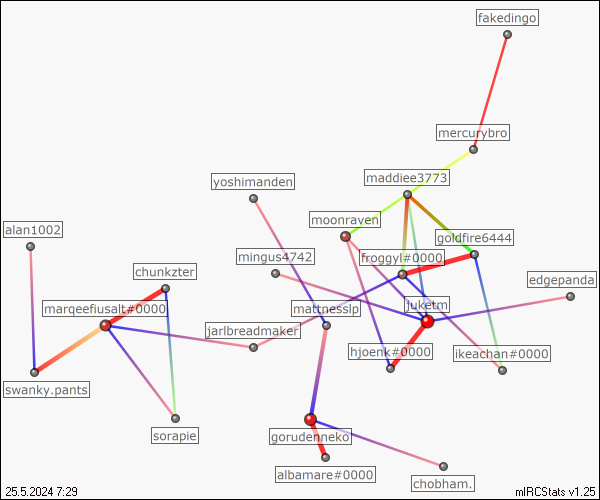 fakedingo
mercurybro
maddiee3773
yoshimanden
moonraven
alan1002
goldfire6444
mingus4742
froggyl#0000
chunkzter
edgepanda
marqeefiusalt#0000
mattnesslp
juketm
jarlbreadmaker
hjoenk#0000
ikeachan#0000
swanky.pants
sorapie
gorudenneko
albamare#0000
chobham.
25.5.2024 7:29
mIRCStats v1.25